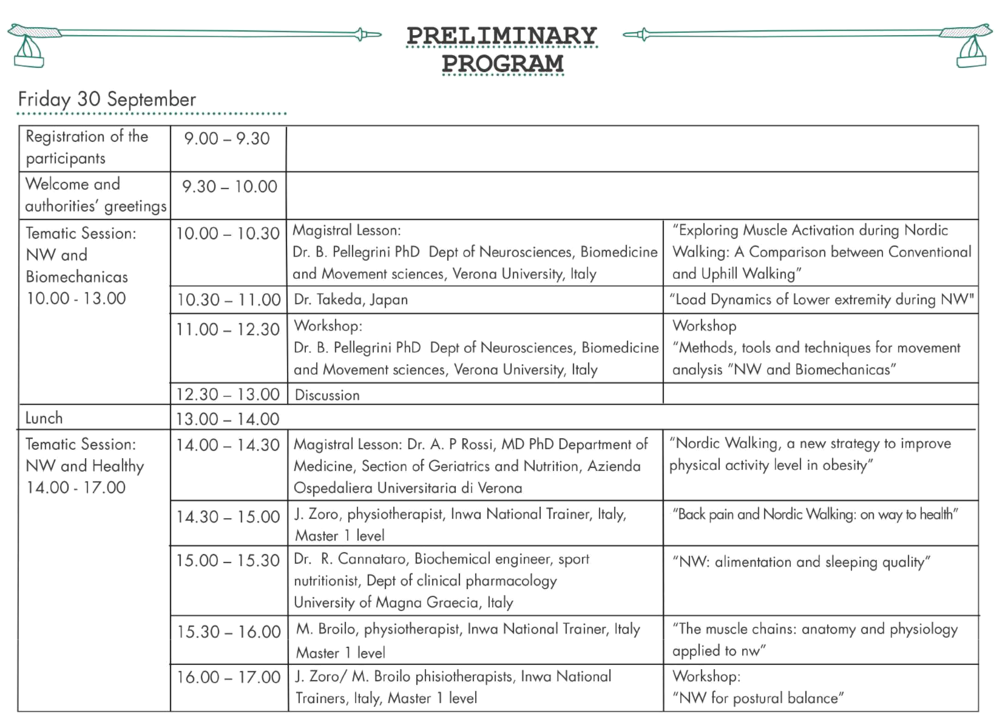 PRELIMINARY
PROGRAM
Friday 30 September
Registration of the
participants
9.00 – 9.30
Welcome and
authorities’ greetings
9.30 – 10.00
Tematic Session:
NW and
Biomechanicas
10.00 - 13.00
10.00 – 10.30
Magistral Lesson:
Dr. B. Pellegrini PhD  Dept of Neurosciences, Biomedicine
and Movement sciences, Verona University, Italy
“Exploring Muscle Activation during Nordic
Walking: A Comparison between Conventional
and Uphill Walking”
10.30 – 11.00
Dr. Takeda, Japan
“Load Dynamics of Lower extremity during NW"
11.00 – 12.30
Workshop:
Dr. B. Pellegrini PhD  Dept of Neurosciences, Biomedicine
and Movement sciences, Verona University, Italy
Workshop
“Methods, tools and techniques for movement
analysis “NW and Biomechanicas”
12.30 – 13.00
Discussion
Lunch
13.00 – 14.00
Tematic Session:
NW and Healthy
14.00 - 17.00
14.00 – 14.30
Magistral Lesson: Dr. A. P Rossi, MD PhD Department of
Medicine, Section of Geriatrics and Nutrition, Azienda
Ospedaliera Universitaria di Verona
“Nordic Walking, a new strategy to improve
physical activity level in obesity”
14.30 – 15.00
J. Zoro, physiotherapist, Inwa National Trainer, Italy,
Master 1 level
“Back pain and Nordic Walking: on way to health”
15.00 – 15.30
Dr.  R. Cannataro, Biochemical engineer, sport
nutritionist, Dept of clinical pharmacology
University of Magna Graecia, Italy
“NW: alimentation and sleeping quality”
15.30 – 16.00
M. Broilo, physiotherapist, Inwa National Trainer, Italy
Master 1 level
“The muscle chains: anatomy and physiology
applied to nw”
16.00 – 17.00
J. Zoro/ M. Broilo phisiotherapists, Inwa National
Trainers, Italy, Master 1 level
Workshop:
“NW for postural balance”